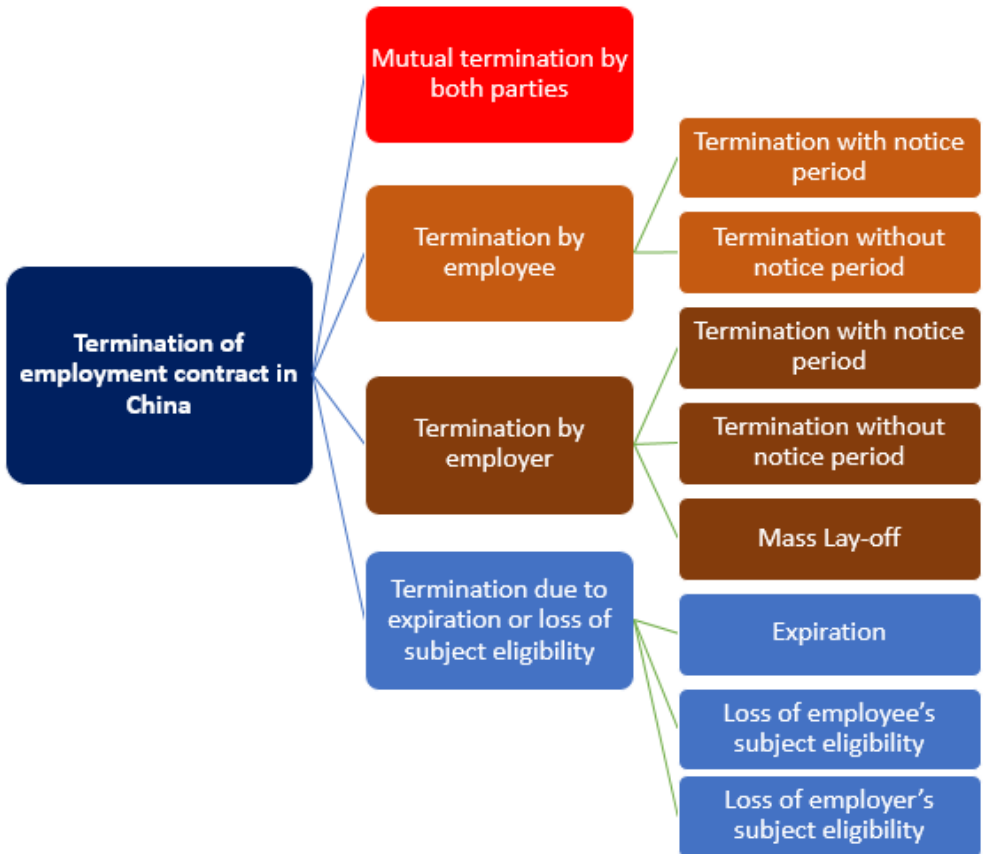 Termination of
employment contract in
China
Mutual termination by
both parties
Termination by
employee
Termination with notice
period
Termination without
notice period
Termination by
employer
Termination with notice
period
Termination without
notice period
Mass Lay-off
Termination due to
expiration or loss of
subject eligibility
Expiration
Loss of employee’s
subject eligibility
Loss of employer’s
subject eligibility